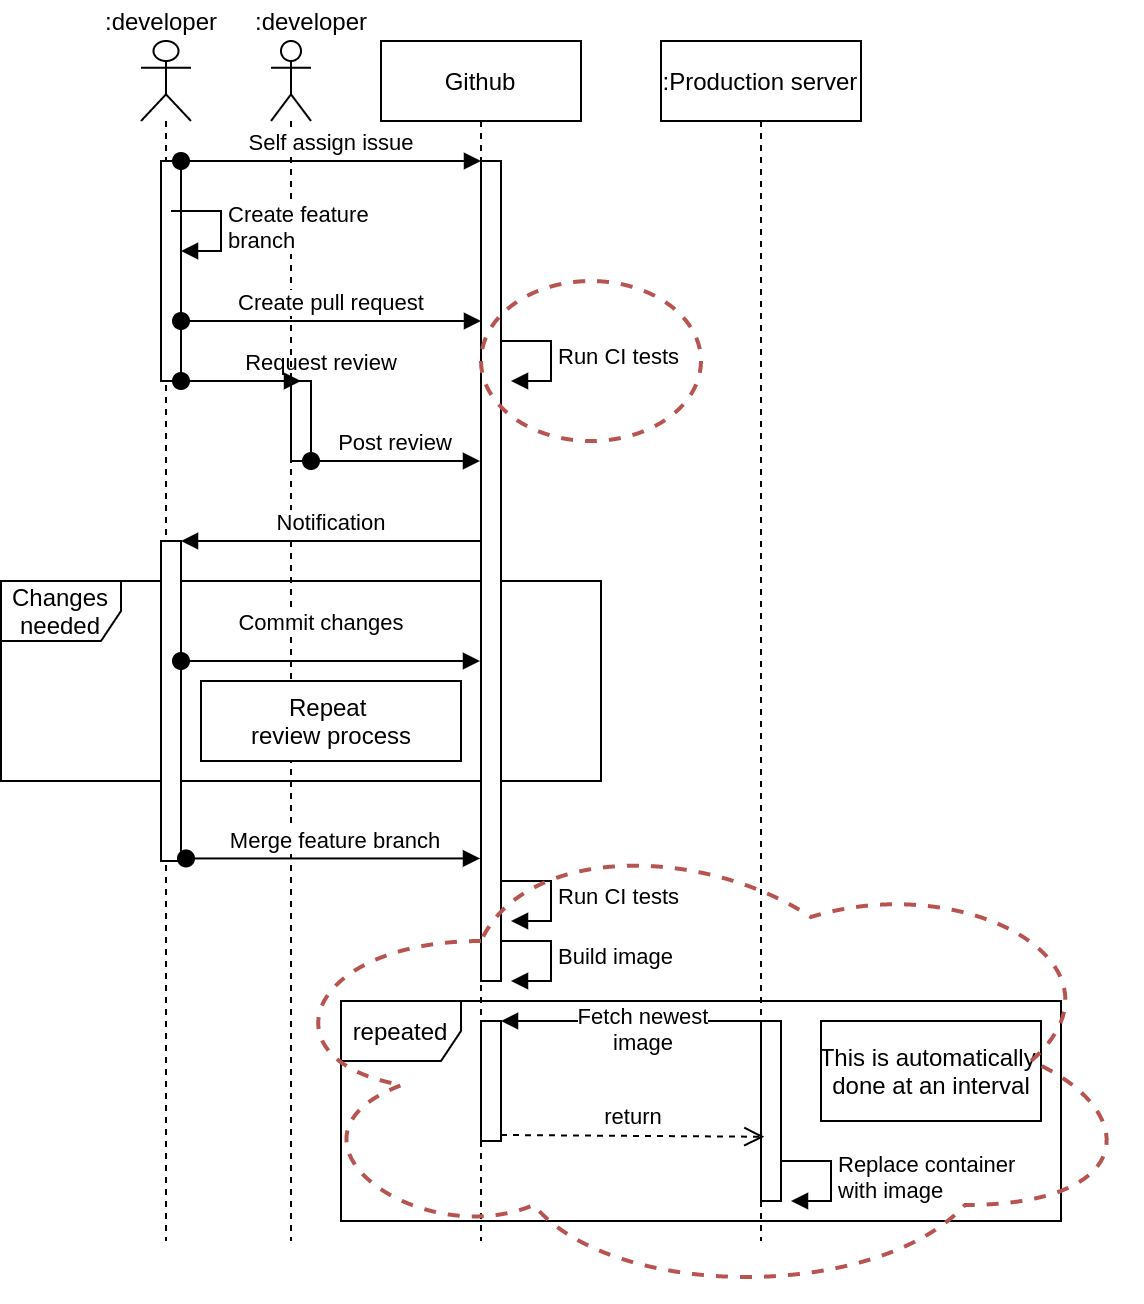 :developer
:developer
Github
:Production server
Self assign issue
Create feature
branch
Create pull request
Run CI tests
Request review
Post review
Notification
Changes
needed
Commit changes
Repeat
review process
Merge feature branch
Run CI tests
Build image
repeated
Fetch newest
image
This is automatically
done at an interval
return
Replace container
with image